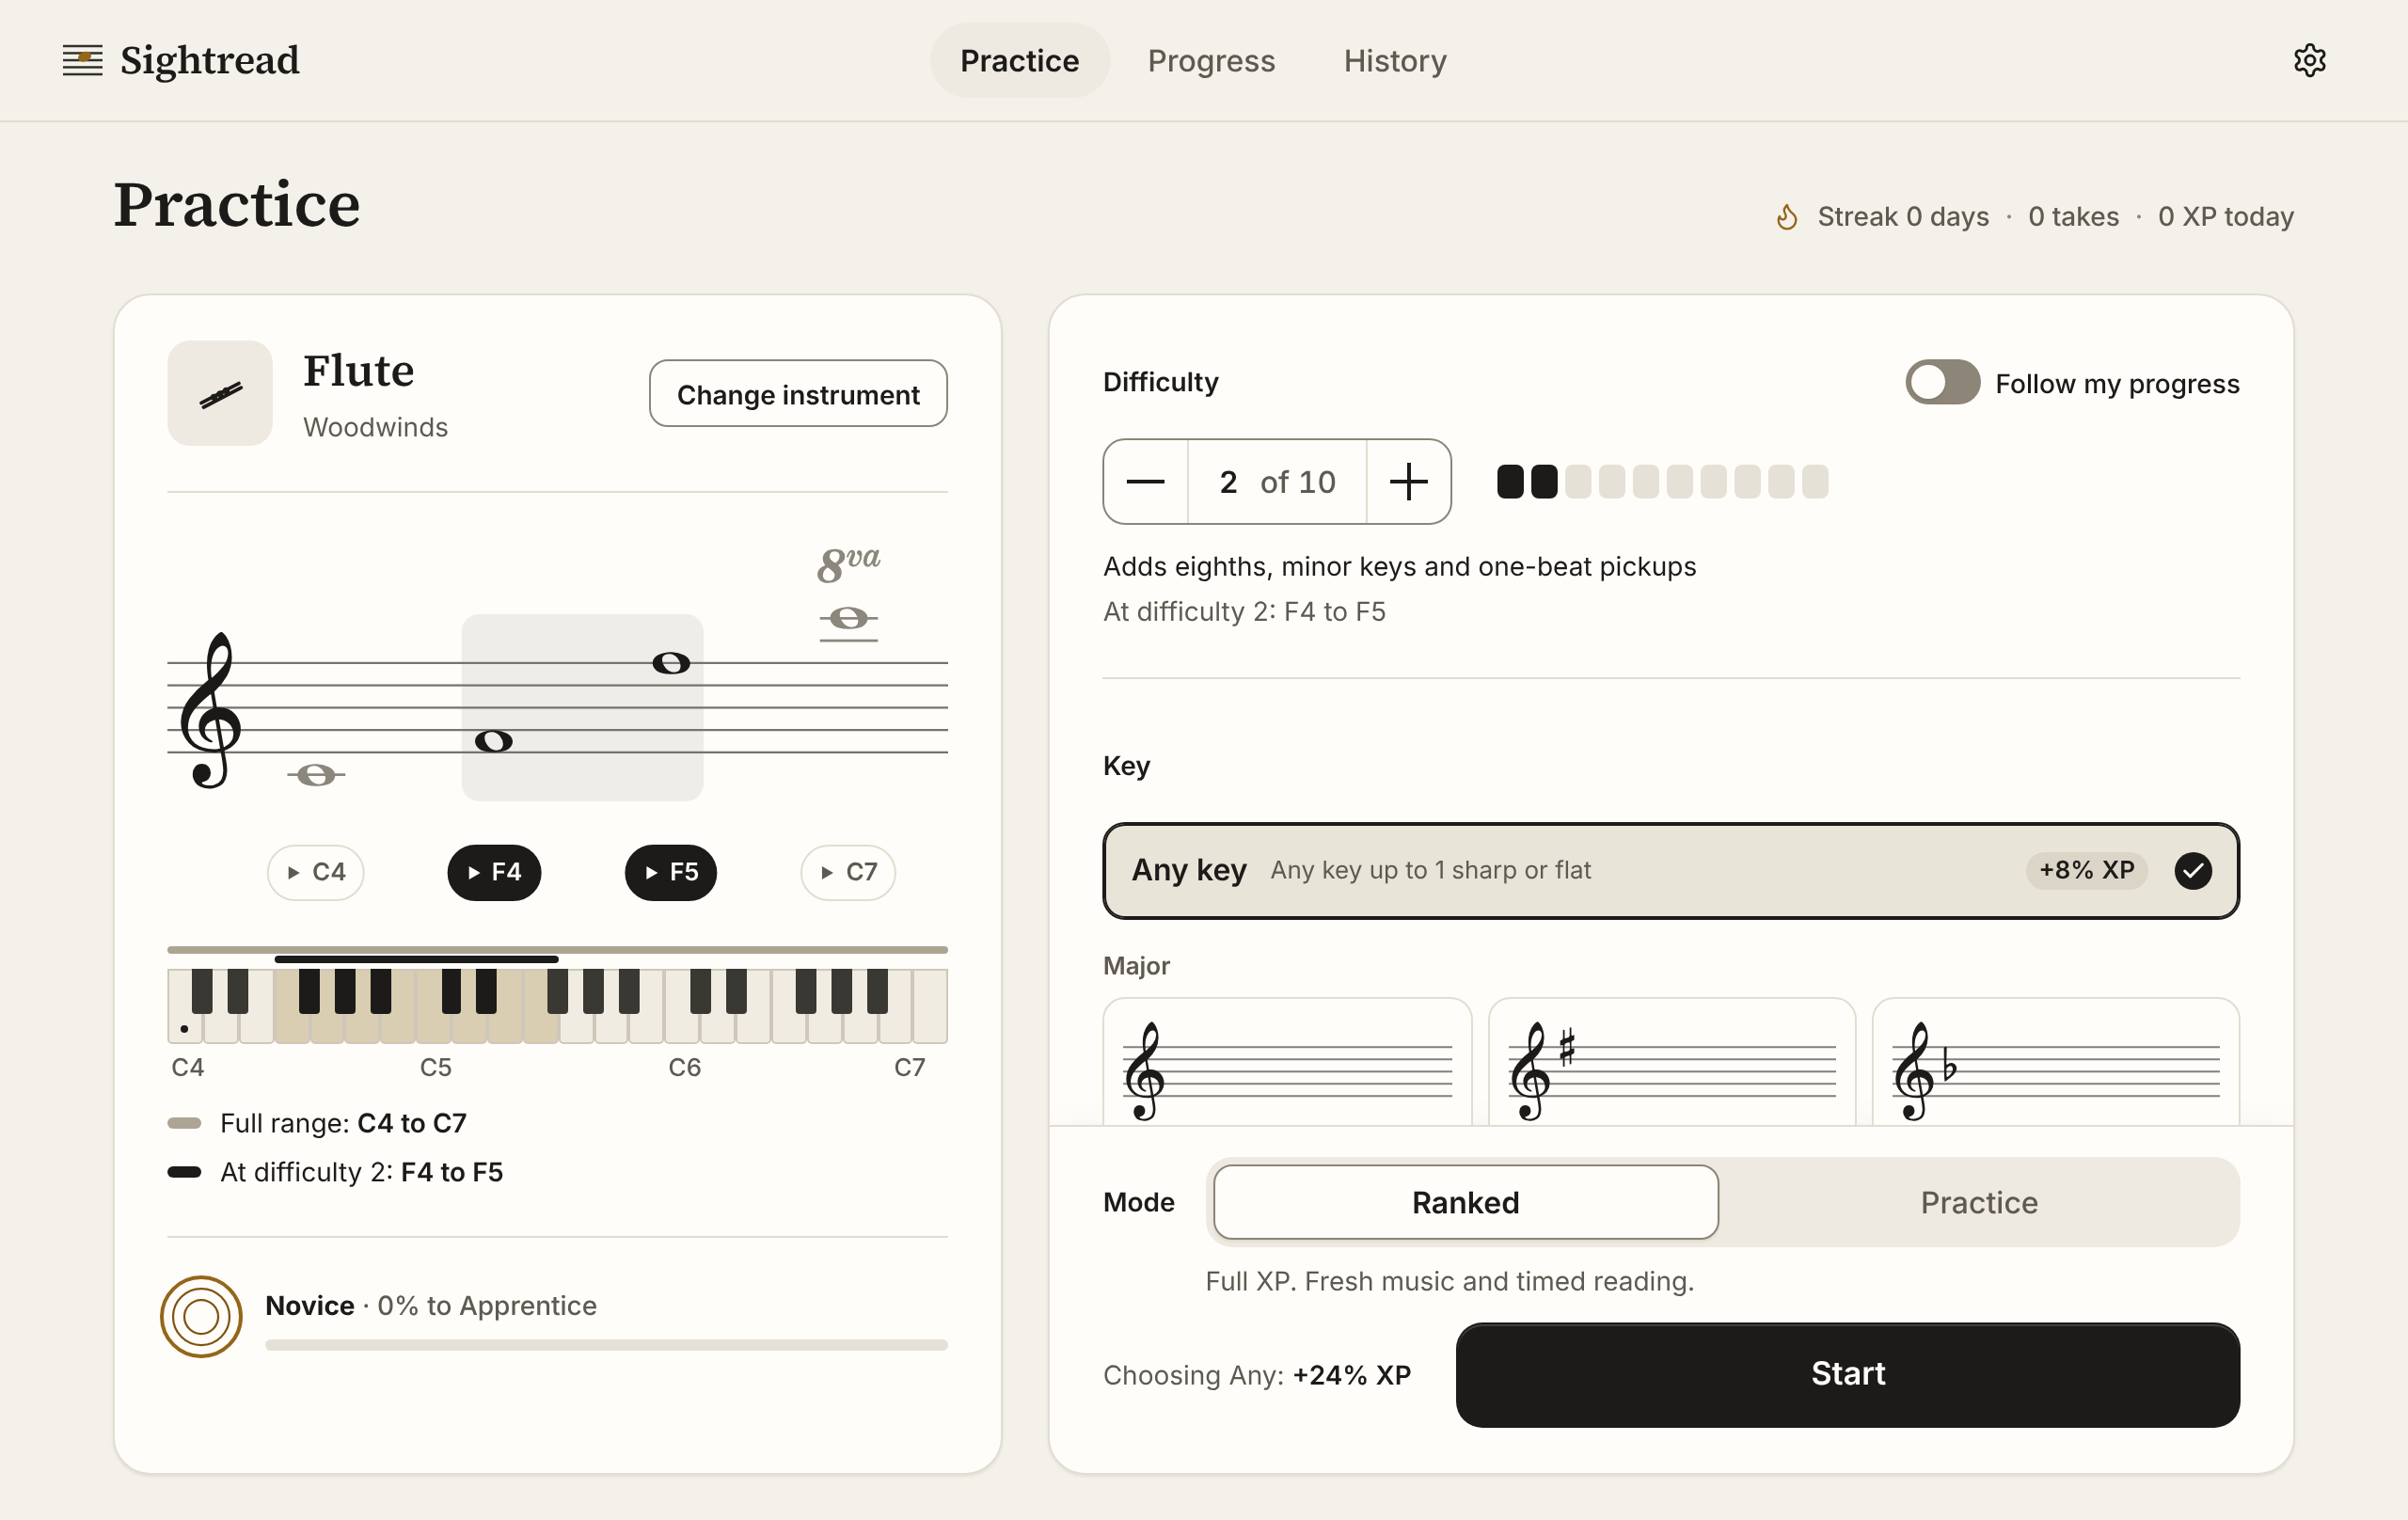 Sightread
Practice
Progress
History
Practice
Streak 0 days · 0 takes · 0 XP today
Flute
Woodwinds
Change instrument
8va
C4
F4
F5
C7
C4
C5
C6
C7
Full range: C4 to C7
At difficulty 2: F4 to F5
Novice · 0% to Apprentice
Difficulty
Follow my progress
2 of 10
Adds eighths, minor keys and one-beat pickups
At difficulty 2: F4 to F5
Key
Any key Any key up to 1 sharp or flat +8% XP
Major
Mode
Ranked
Practice
Full XP. Fresh music and timed reading.
Choosing Any: +24% XP
Start